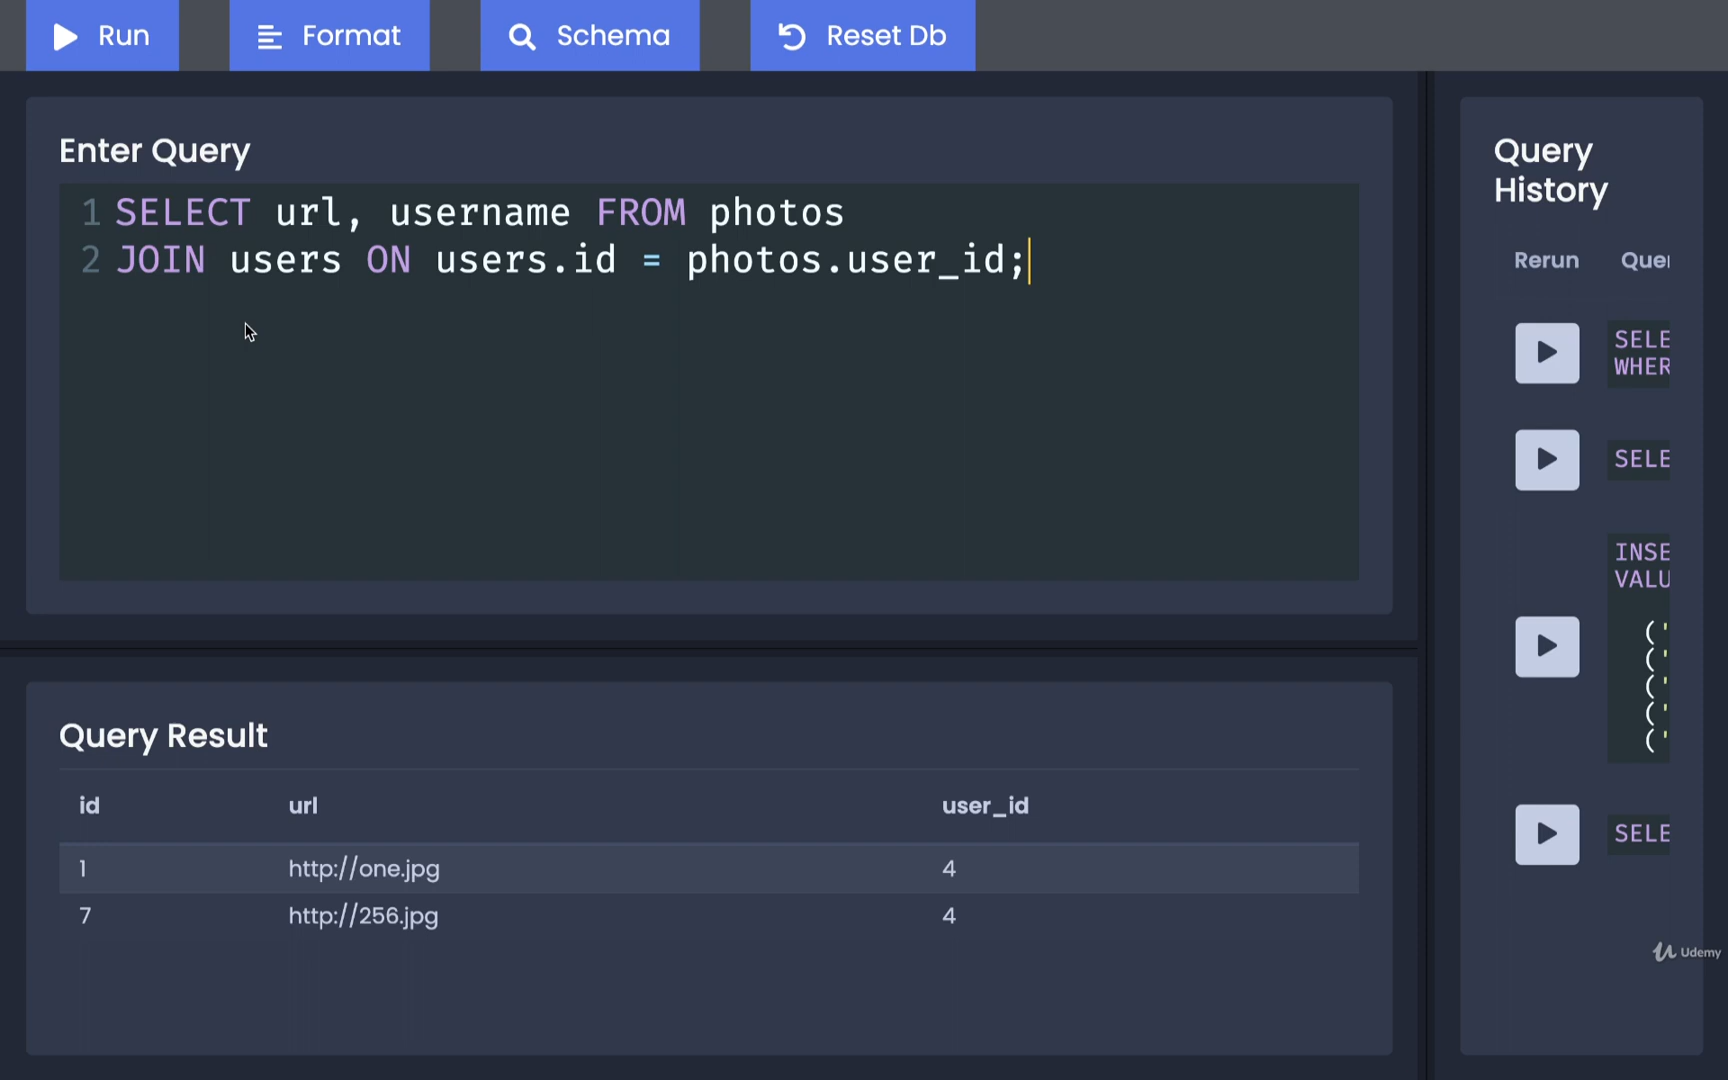 Run
Format
Schema
Reset Db
Enter Query
1 SELECT url, username FROM photos
2 JOIN users ON users.id = photos.user_id;
Query Result
id url user_id
1 http://one.jpg 4
7 http://256.jpg 4
Query
History
Rerun
SELE
WHER
SELE
INSE
VALU
('
('
('
('
('
SELE
Udemy